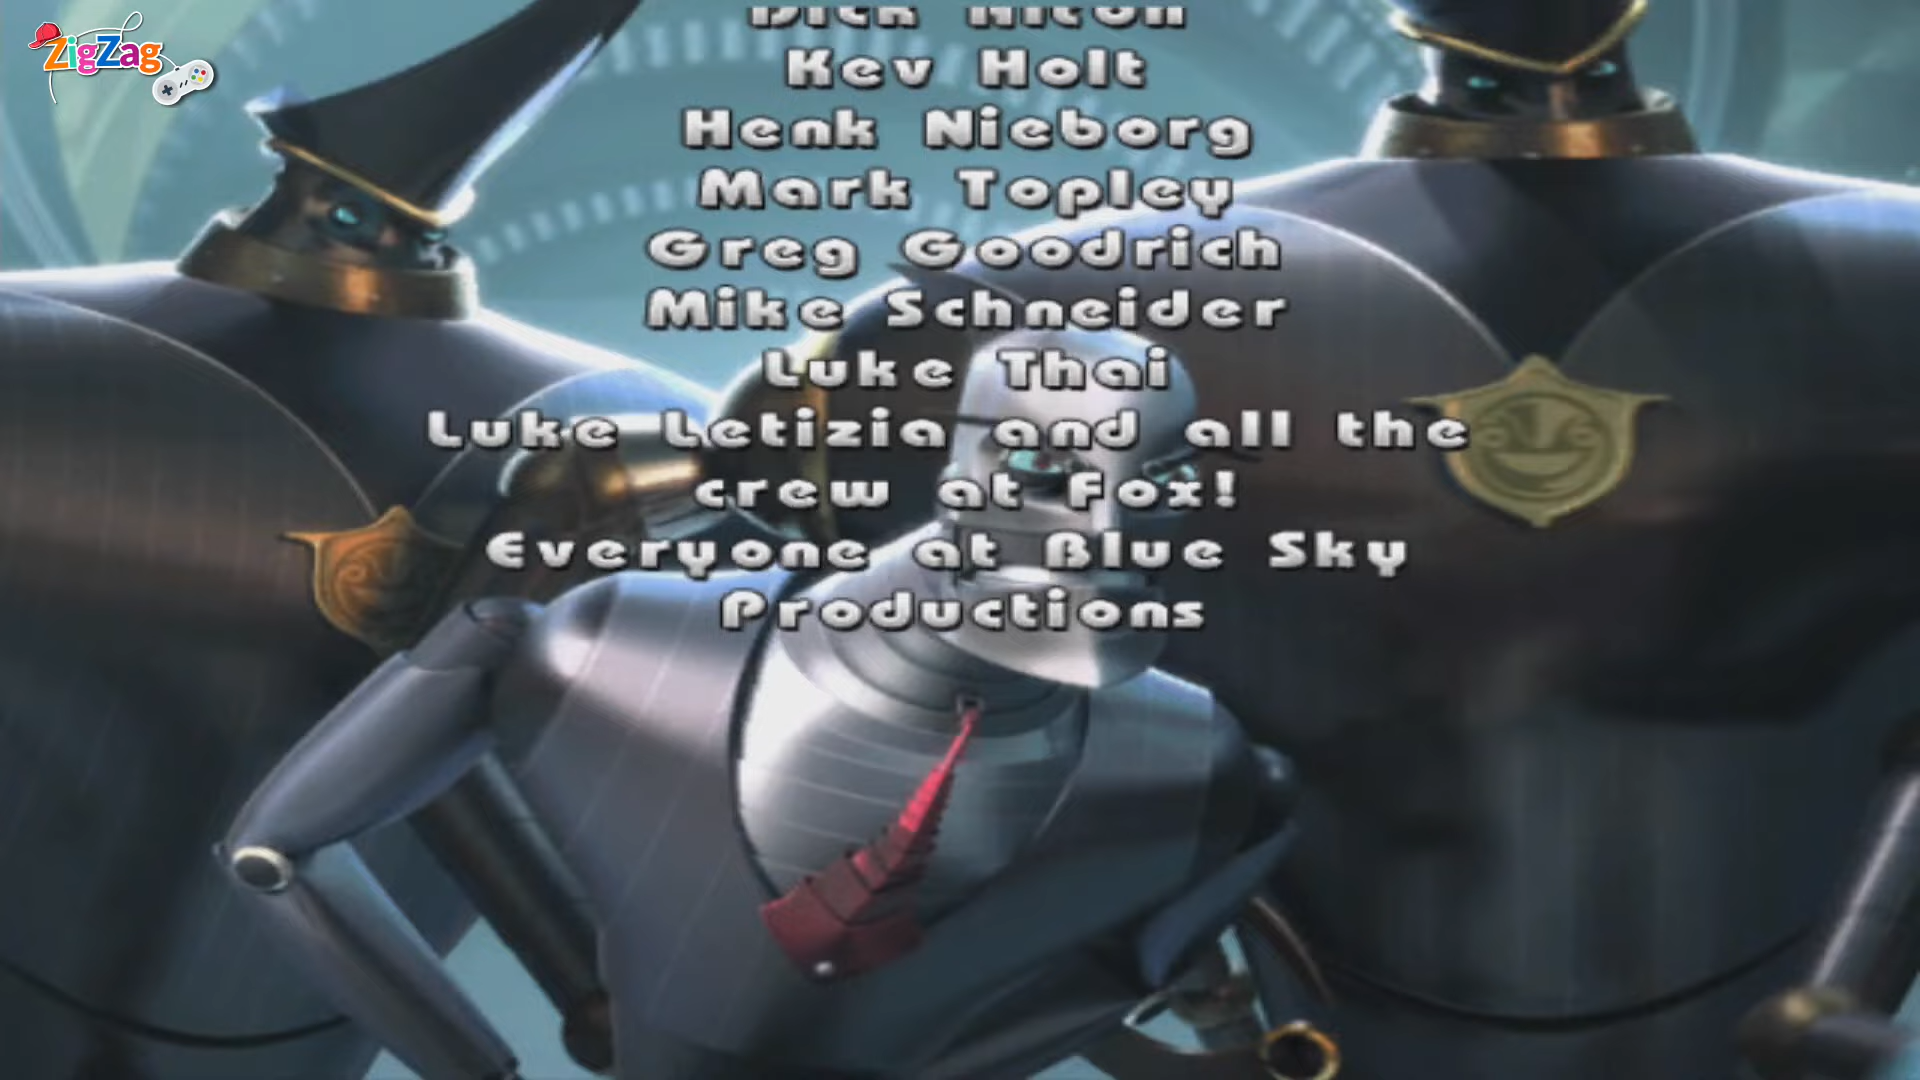 ZigZag
Kev Holt
Henk Nieborg
Mark Topley
Greg Goodrich
Mike Schneider
Luke Thai
Luke Letizia and all the
crew at Fox!
Everyone at Blue Sky
Productions